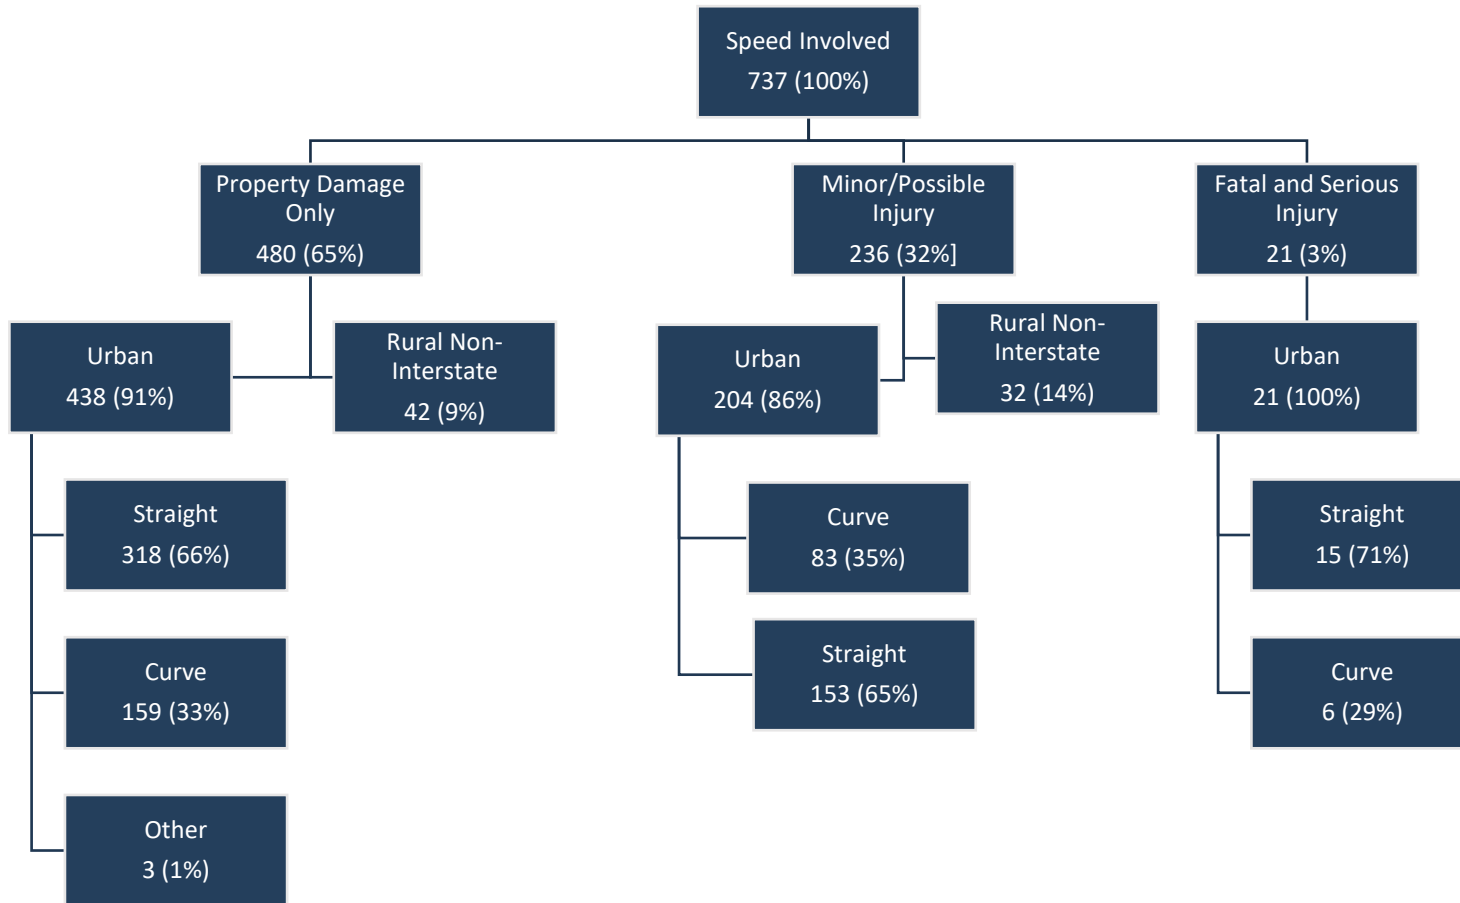 Speed Involved
737 (100%)
Property Damage
Only
480 (65%)
Minor/Possible
Injury
236 (32%]
Fatal and Serious
Injury
21 (3%)
Urban
438 (91%)
Rural Non-
Interstate
42 (9%)
Urban
204 (86%)
Rural Non-
Interstate
32 (14%)
Urban
21 (100%)
Straight
318 (66%)
Curve
159 (33%)
Other
3 (1%)
Curve
83 (35%)
Straight
153 (65%)
Straight
15 (71%)
Curve
6 (29%)